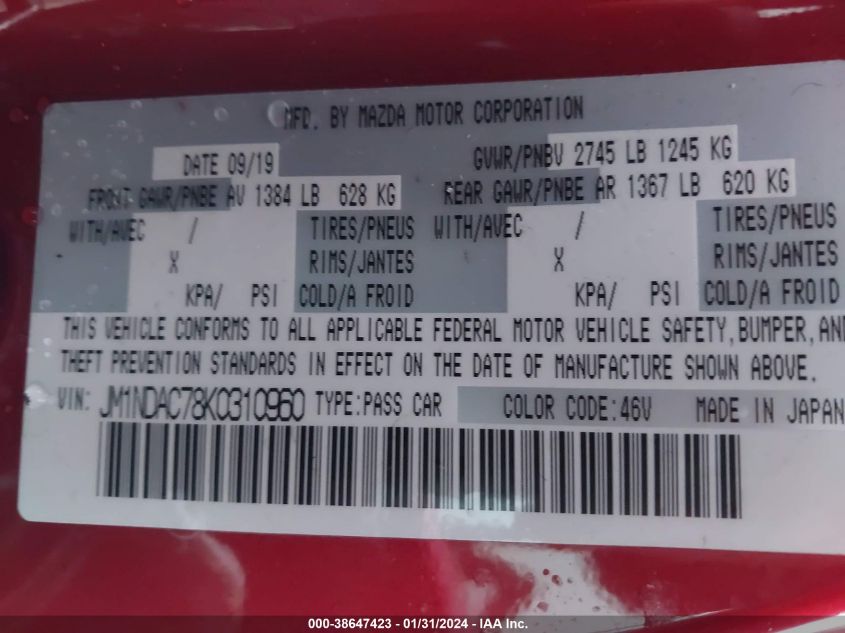 MFD. BY MAZDA MOTOR CORPORATION
DATE 09/19 GVWR/PNBV 2745 LB 1245 KG
FRONT GAWR/PNBE AV 1384 LB 628 KG REAR GAWR/PNBE AR 1367 LB 620 KG
WITH/AVEC / TIRES/PNEUS WITH/AVEC / TIRES/PNEUS
X RIMS/JANTES X RIMS/JANTES
KPA/ PSI COLD/A FROID KPA/ PSI COLD/A FROID
THIS VEHICLE CONFORMS TO ALL APPLICABLE FEDERAL MOTOR VEHICLE SAFETY, BUMPER, AND
THEFT PREVENTION STANDARDS IN EFFECT ON THE DATE OF MANUFACTURE SHOWN ABOVE.
VIN: JM1NDAC78K0310960 TYPE:PASS CAR COLOR CODE:46V MADE IN JAPAN
000-38647423 - 01/31/2024 - IAA Inc.